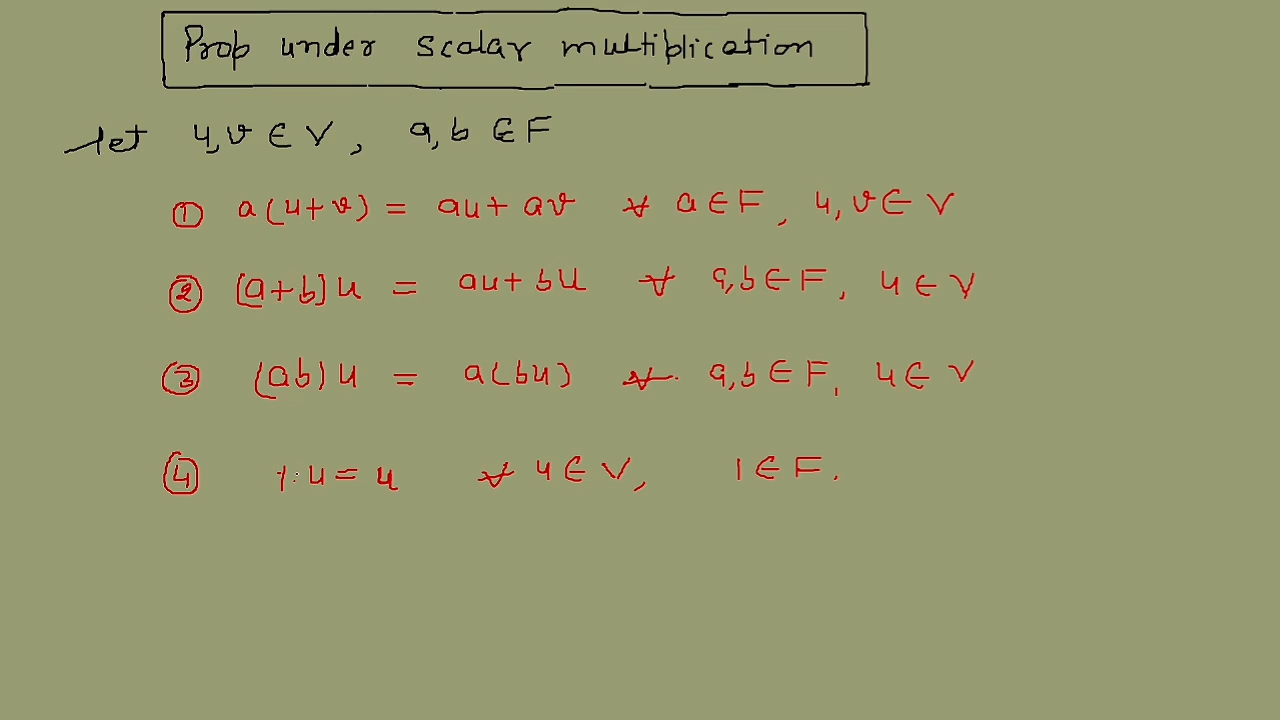 Prop under scalar multiplication
let u, v ∈ V, a, b ∈ F
① a(u+v) = au + av ∀ a ∈ F, u, v ∈ V
② (a+b)u = au + bu ∀ a, b ∈ F, u ∈ V
③ (ab)u = a(bu) ∀ a, b ∈ F, u ∈ V
④ 1·u = u ∀ u ∈ V, 1 ∈ F.